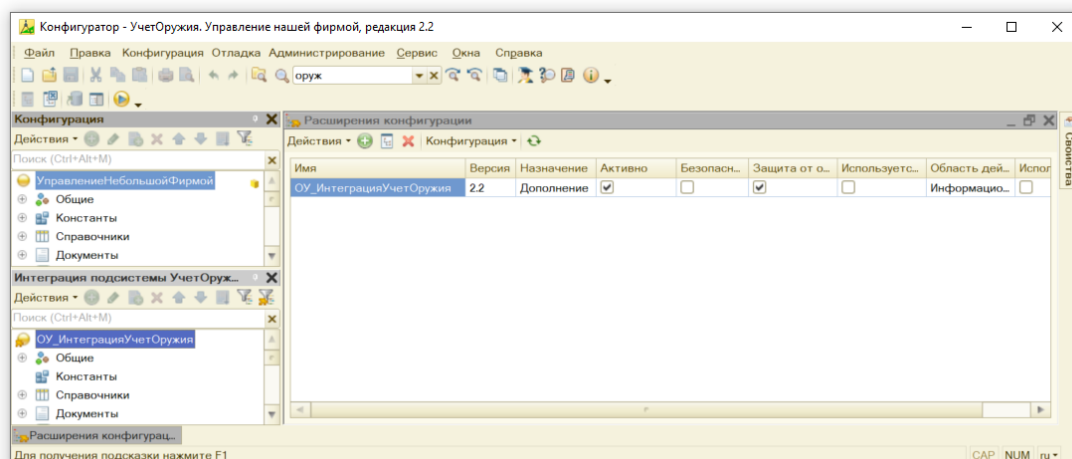 Конфигуратор - УчетОружия. Управление нашей фирмой, редакция 2.2
Файл Правка Конфигурация Отладка Администрирование Сервис Окна Справка
оруж
Конфигурация
Действия
Поиск (Ctrl+Alt+M)
УправлениеНебольшойФирмой
Общие
Константы
Справочники
Документы
Интеграция подсистемы УчетОруж...
Действия
Поиск (Ctrl+Alt+M)
ОУ_ИнтеграцияУчетОружия
Общие
Константы
Справочники
Документы
Расширения конфигурации
Действия Конфигурация
Имя Версия Назначение Активно Безопасн... Защита от о... Используетс... Область дей... Испол
ОУ_ИнтеграцияУчетОружия 2.2 Дополнение Информацио...
Свойства
Расширения конфигурац...
Для получения подсказки нажмите F1
CAP NUM ru